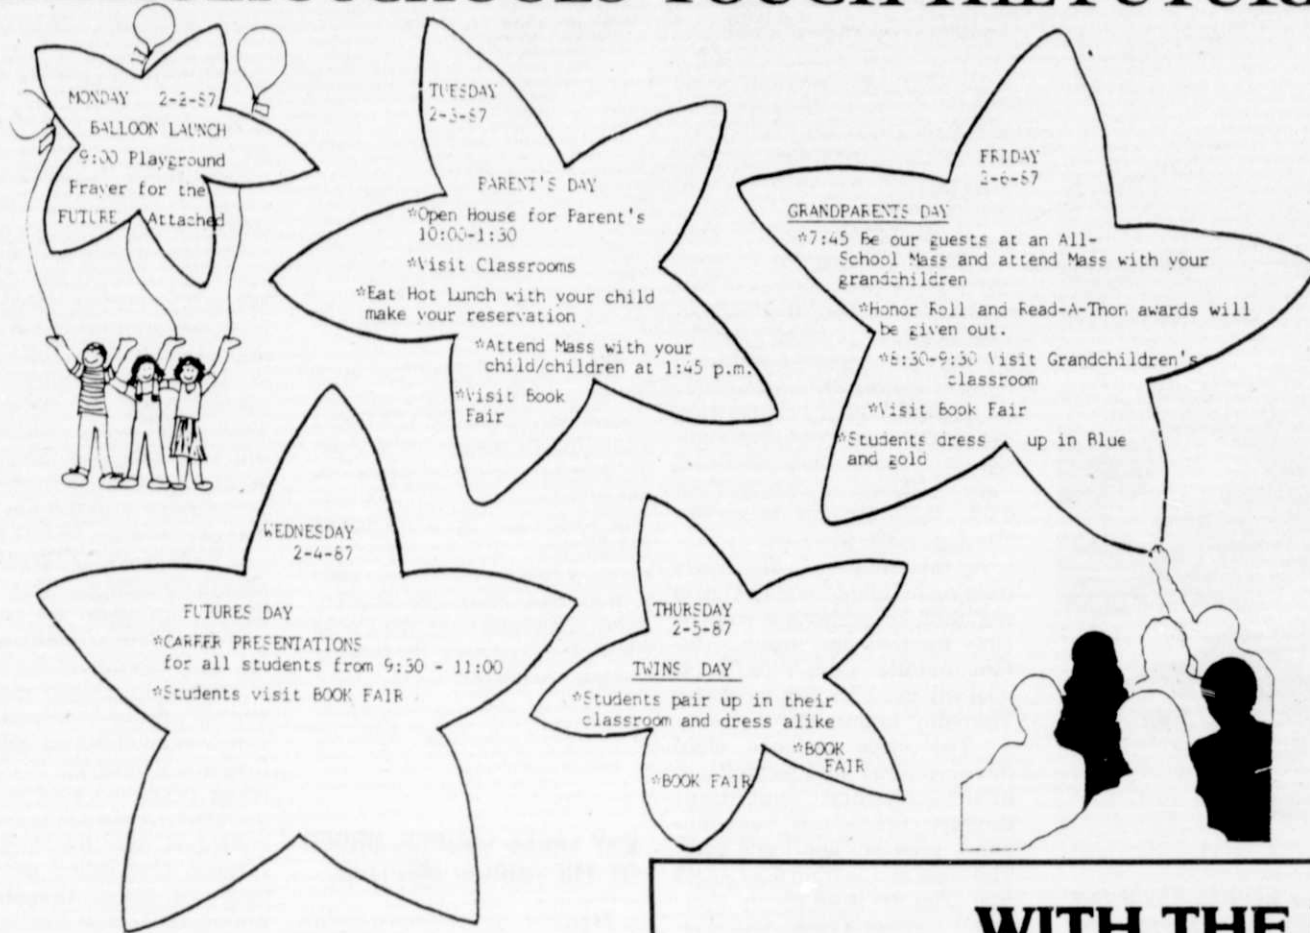 TOUCH THE FUTUR
MONDAY 2-2-87
BALLOON LAUNCH
9:00 Playground
Prayer for the
FUTURE Attached
TUESDAY
2-3-87
PARENT'S DAY
☆Open House for Parent's
10:00-1:30
☆Visit Classrooms
☆Eat Hot Lunch with your child
make your reservation
☆Attend Mass with your
child/children at 1:45 p.m.
☆Visit Book
Fair
WEDNESDAY
2-4-87
FUTURES DAY
☆CAREER PRESENTATIONS
for all students from 9:30 - 11:00
☆Students visit BOOK FAIR
THURSDAY
2-5-87
TWINS DAY
☆Students pair up in their
classroom and dress alike
☆BOOK
FAIR
☆BOOK FAIR
FRIDAY
2-6-87
GRANDPARENTS DAY
☆7:45 Be our guests at an All-
School Mass and attend Mass with your
grandchildren
☆Honor Roll and Read-A-Thon awards will
be given out.
☆8:30-9:30 Visit Grandchildren's
classroom
☆Visit Book Fair
☆Students dress up in Blue
and gold
WITH THE